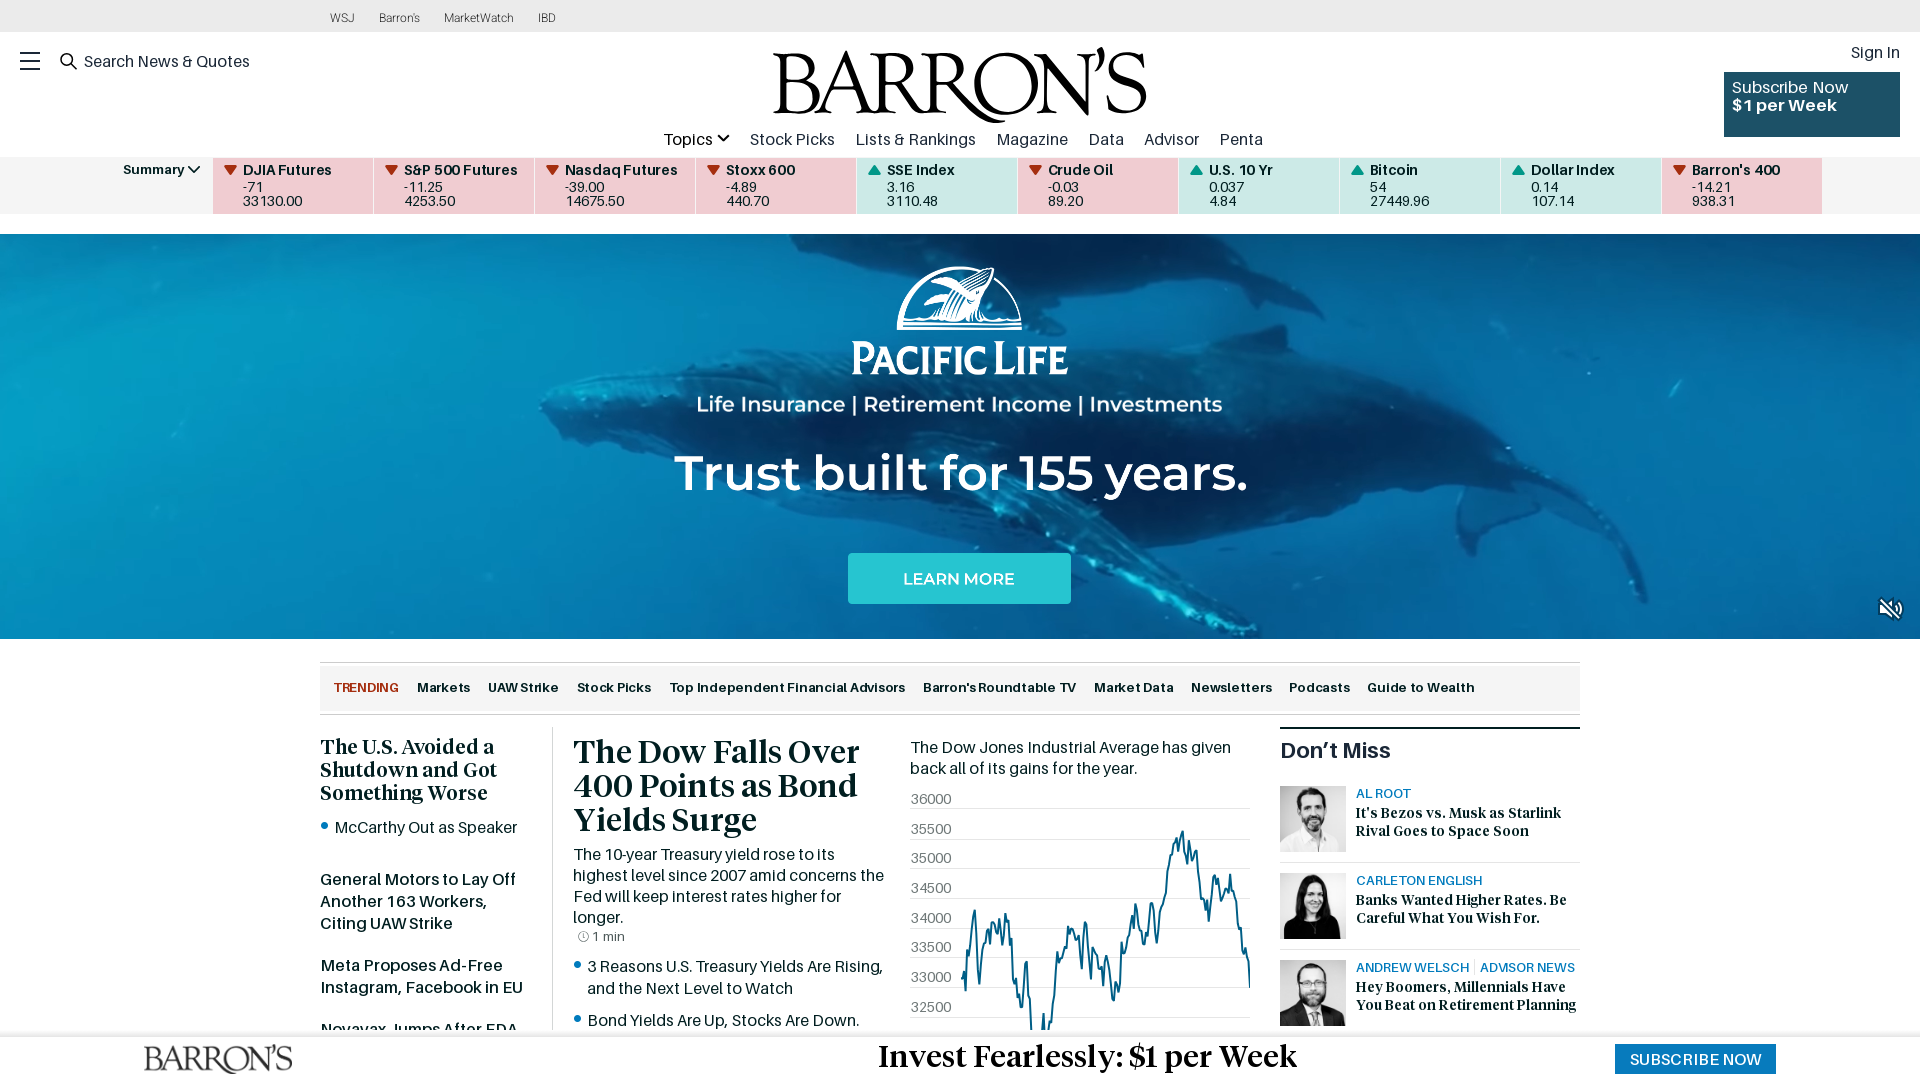 WSJ Barron's MarketWatch IBD
Search News & Quotes
BARRON'S
Sign In
Subscribe Now
$1 per Week
Topics Stock Picks Lists & Rankings Magazine Data Advisor Penta
Summary
DJIA Futures
-71
33130.00
S&P 500 Futures
-11.25
4253.50
Nasdaq Futures
-39.00
14675.50
Stoxx 600
-4.89
440.70
SSE Index
3.16
3110.48
Crude Oil
-0.03
89.20
U.S. 10 Yr
0.037
4.84
Bitcoin
54
27449.96
Dollar Index
0.14
107.14
Barron's 400
-14.21
938.31
PACIFIC LIFE
Life Insurance | Retirement Income | Investments
Trust built for 155 years.
LEARN MORE
TRENDING Markets UAW Strike Stock Picks Top Independent Financial Advisors Barron's Roundtable TV Market Data Newsletters Podcasts Guide to Wealth
The U.S. Avoided a
Shutdown and Got
Something Worse
McCarthy Out as Speaker
General Motors to Lay Off
Another 163 Workers,
Citing UAW Strike
Meta Proposes Ad-Free
Instagram, Facebook in EU
Novavax Jumps After FDA
The Dow Falls Over
400 Points as Bond
Yields Surge
The 10-year Treasury yield rose to its
highest level since 2007 amid concerns the
Fed will keep interest rates higher for
longer.
1 min
3 Reasons U.S. Treasury Yields Are Rising,
and the Next Level to Watch
Bond Yields Are Up, Stocks Are Down.
The Dow Jones Industrial Average has given
back all of its gains for the year.
36000
35500
35000
34500
34000
33500
33000
32500
Don’t Miss
AL ROOT
It's Bezos vs. Musk as Starlink
Rival Goes to Space Soon
CARLETON ENGLISH
Banks Wanted Higher Rates. Be
Careful What You Wish For.
ANDREW WELSCH ADVISOR NEWS
Hey Boomers, Millennials Have
You Beat on Retirement Planning
BARRON'S
Invest Fearlessly: $1 per Week
SUBSCRIBE NOW